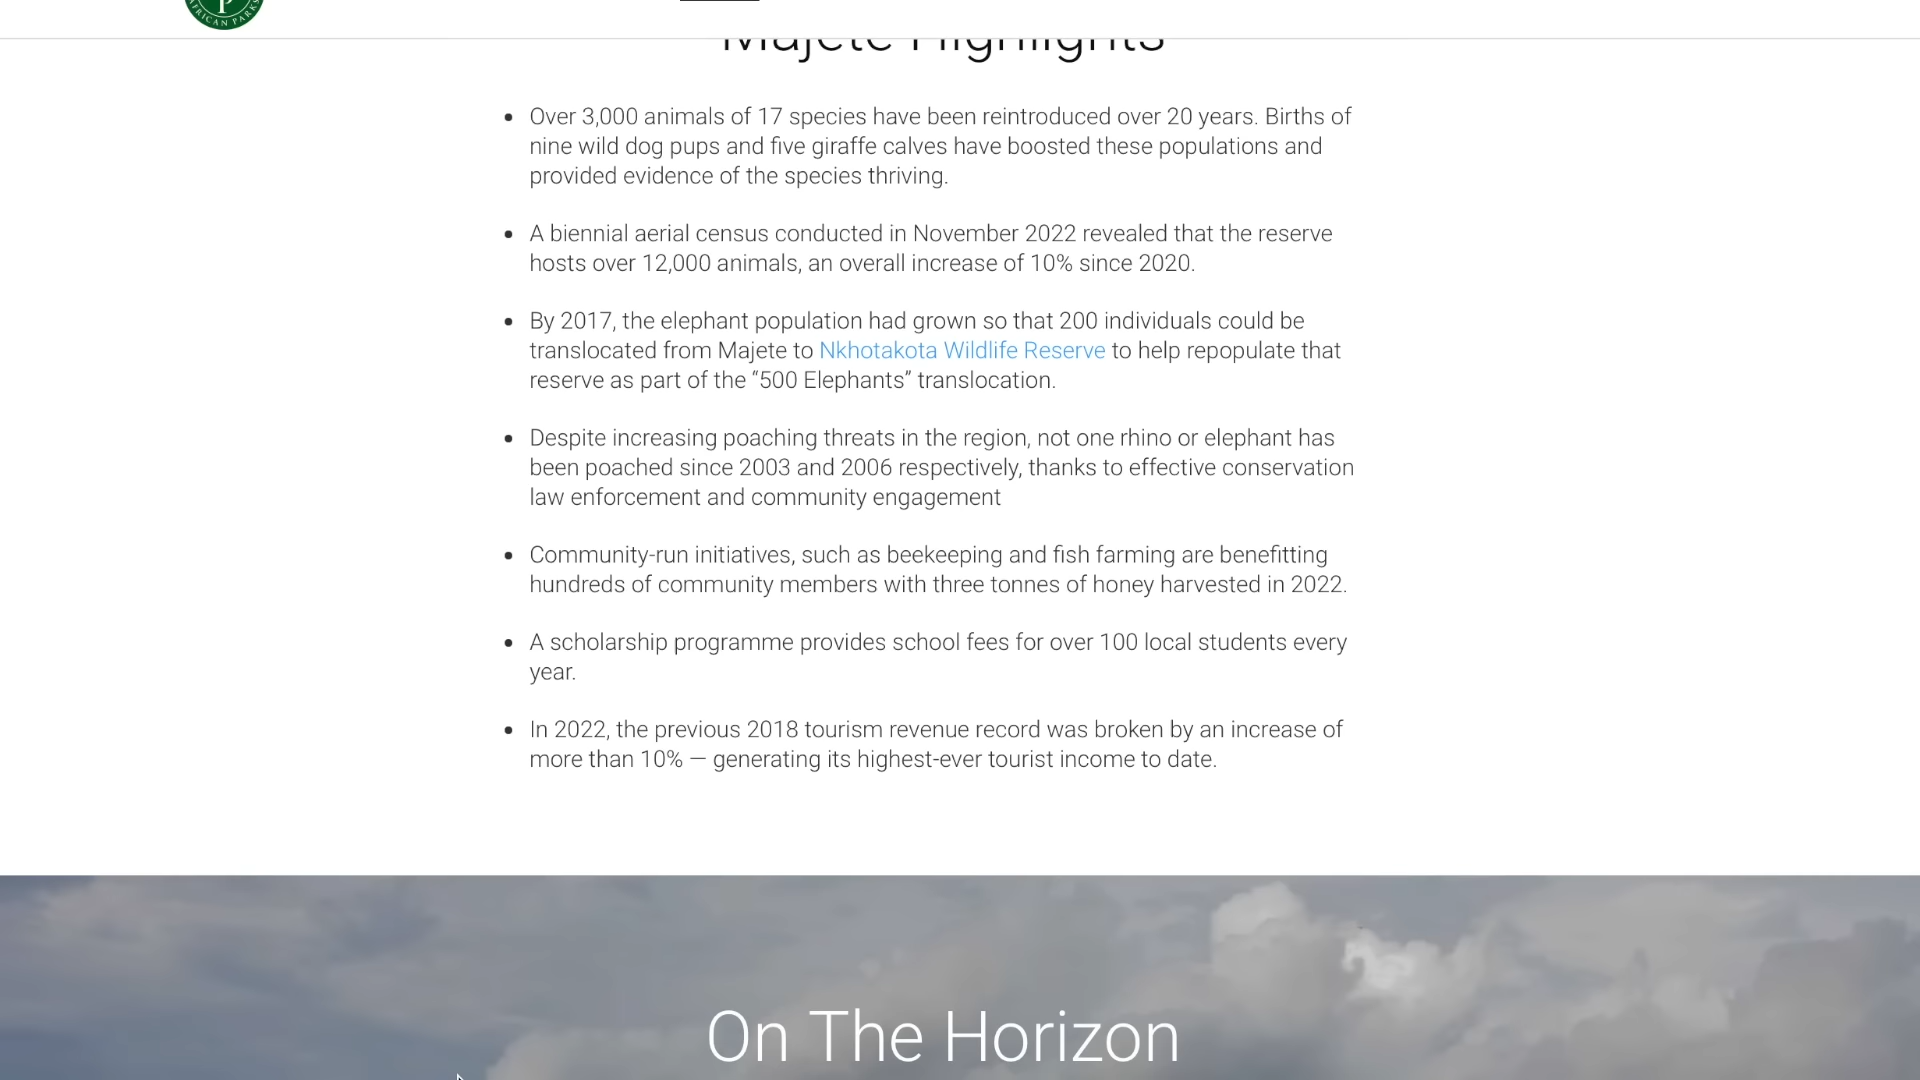 P
AFRICAN PARKS
Majete Highlights
• Over 3,000 animals of 17 species have been reintroduced over 20 years. Births of
nine wild dog pups and five giraffe calves have boosted these populations and
provided evidence of the species thriving.
• A biennial aerial census conducted in November 2022 revealed that the reserve
hosts over 12,000 animals, an overall increase of 10% since 2020.
• By 2017, the elephant population had grown so that 200 individuals could be
translocated from Majete to Nkhotakota Wildlife Reserve to help repopulate that
reserve as part of the “500 Elephants” translocation.
• Despite increasing poaching threats in the region, not one rhino or elephant has
been poached since 2003 and 2006 respectively, thanks to effective conservation
law enforcement and community engagement
• Community-run initiatives, such as beekeeping and fish farming are benefitting
hundreds of community members with three tonnes of honey harvested in 2022.
• A scholarship programme provides school fees for over 100 local students every
year.
• In 2022, the previous 2018 tourism revenue record was broken by an increase of
more than 10% — generating its highest-ever tourist income to date.
On The Horizon